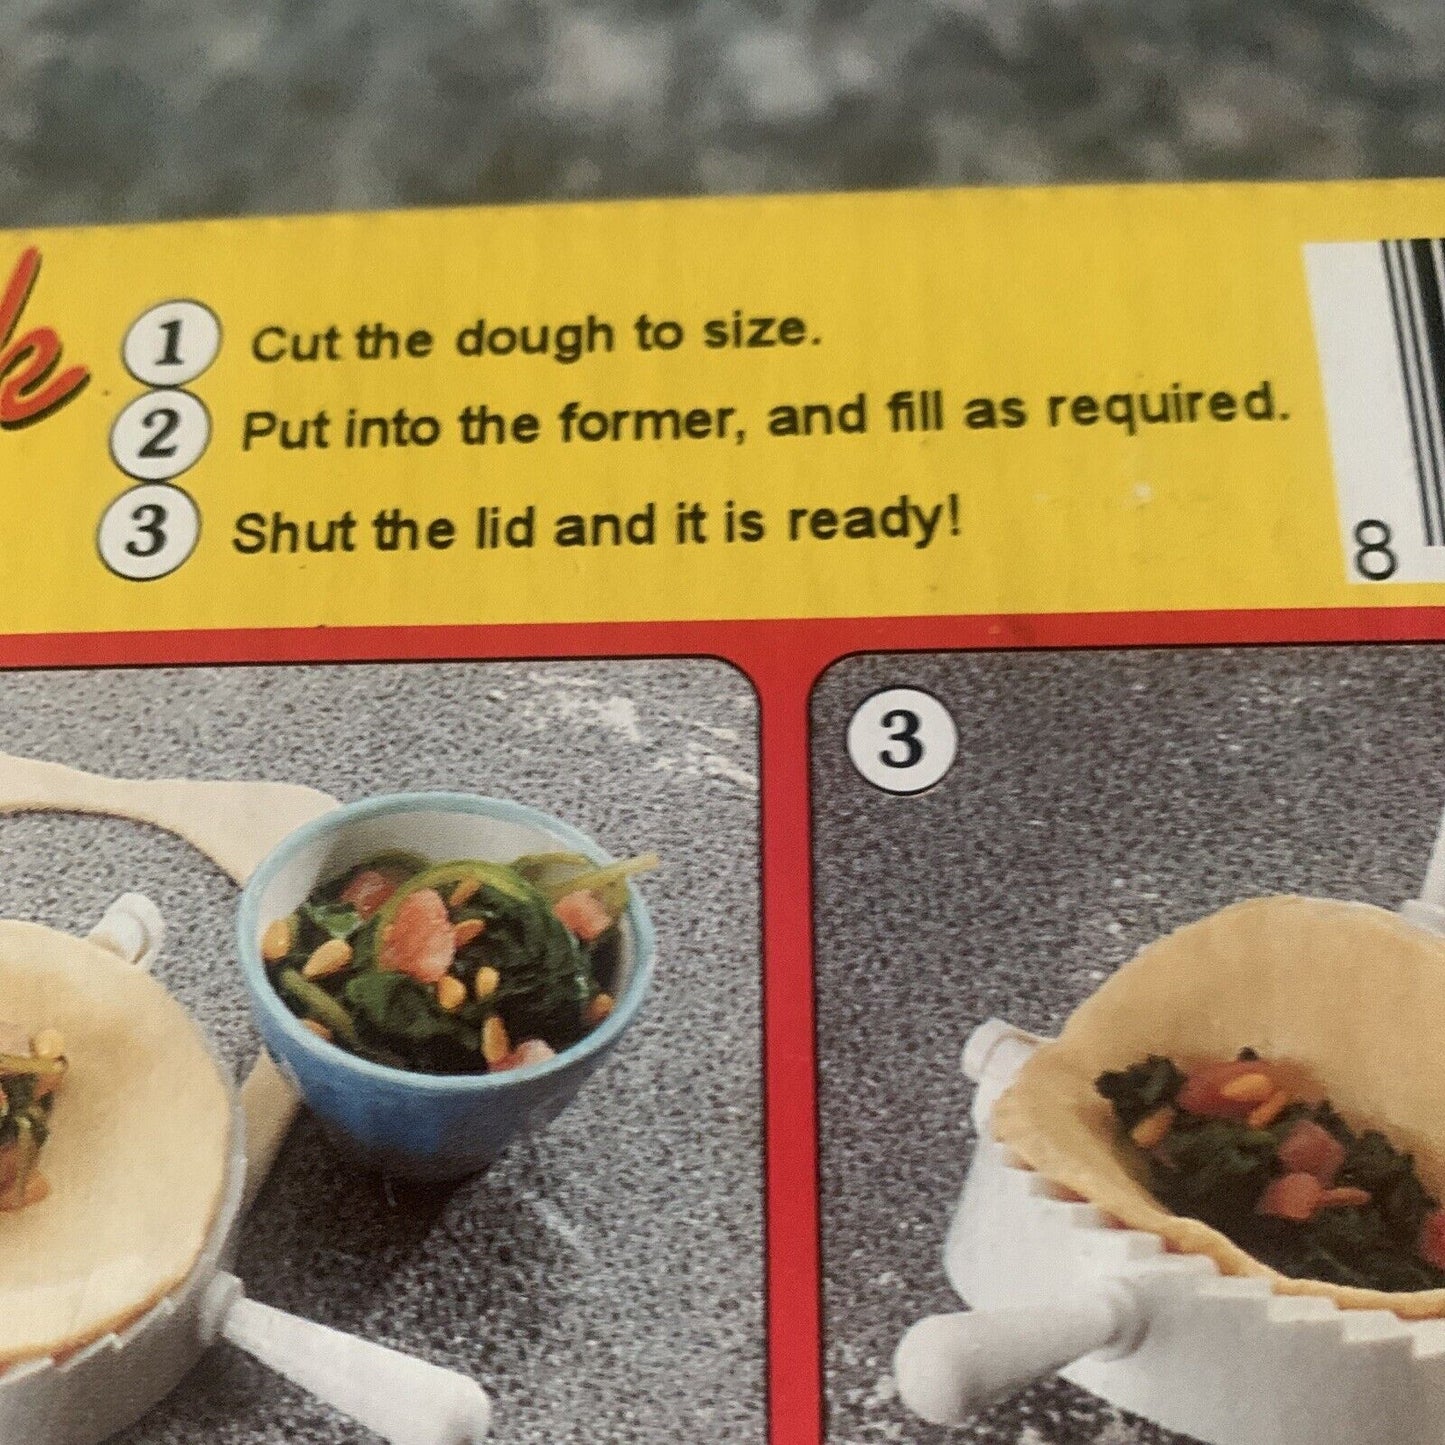 1 Cut the dough to size.
2 Put into the former, and fill as required.
3 Shut the lid and it is ready!
8
3